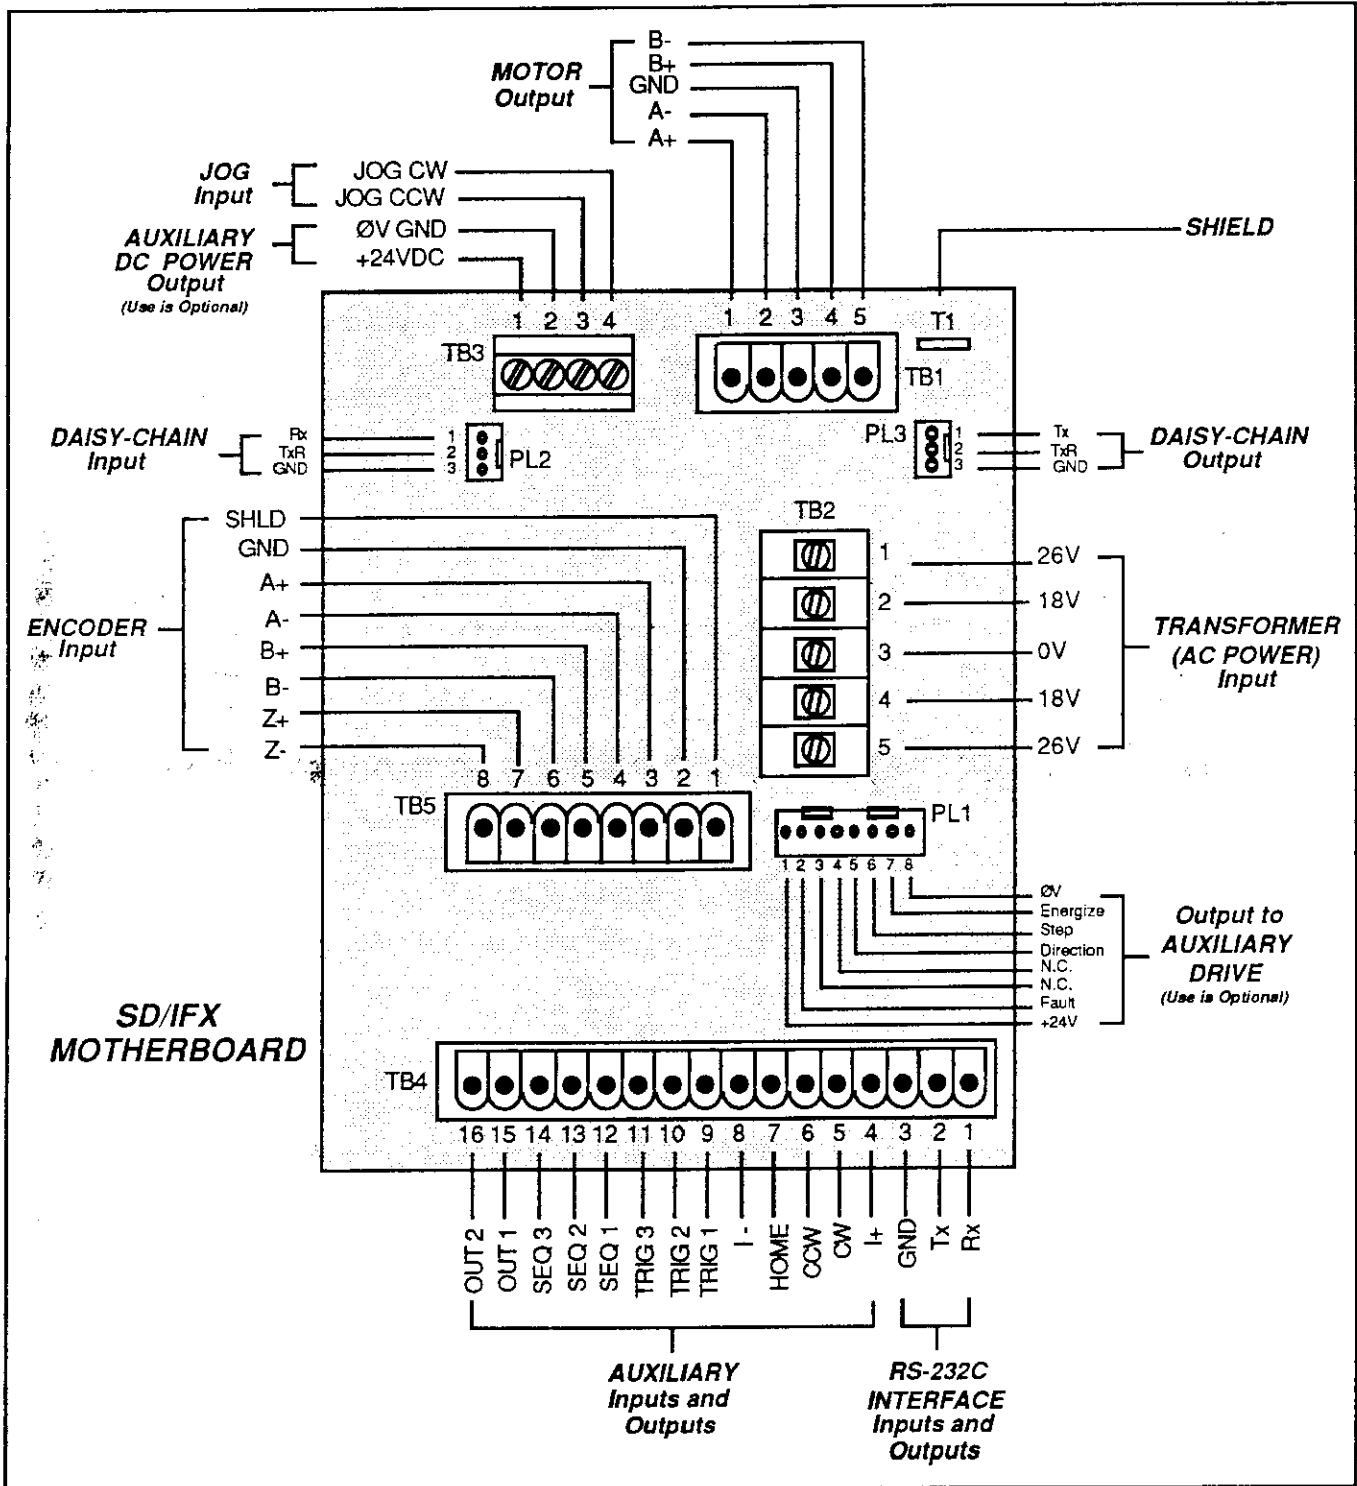 B-
B+
MOTOR
Output
GND
A-
A+
JOG
Input
JOG CW
JOG CCW
AUXILIARY
DC POWER
Output
(Use is Optional)
ØV GND
+24VDC
SHIELD
1 2 3 4
TB3
1 2 3 4 5
TB1
T1
DAISY-CHAIN
Input
Rx
TxR
GND
1
2
3
PL2
PL3
1
2
3
Tx
TxR
GND
DAISY-CHAIN
Output
ENCODER
Input
SHLD
GND
A+
A-
B+
B-
Z+
Z-
8 7 6 5 4 3 2 1
TB5
TB2
1
2
3
4
5
26V
18V
0V
18V
26V
TRANSFORMER
(AC POWER)
Input
PL1
1 2 3 4 5 6 7 8
ØV
Energize
Step
Direction
N.C.
N.C.
Fault
+24V
Output to
AUXILIARY
DRIVE
(Use is Optional)
SD/IFX
MOTHERBOARD
TB4
16 15 14 13 12 11 10 9 8 7 6 5 4 3 2 1
OUT 2
OUT 1
SEQ 3
SEQ 2
SEQ 1
TRIG 3
TRIG 2
TRIG 1
I -
HOME
CCW
CW
I+
GND
Tx
Rx
AUXILIARY
Inputs and
Outputs
RS-232C
INTERFACE
Inputs and
Outputs